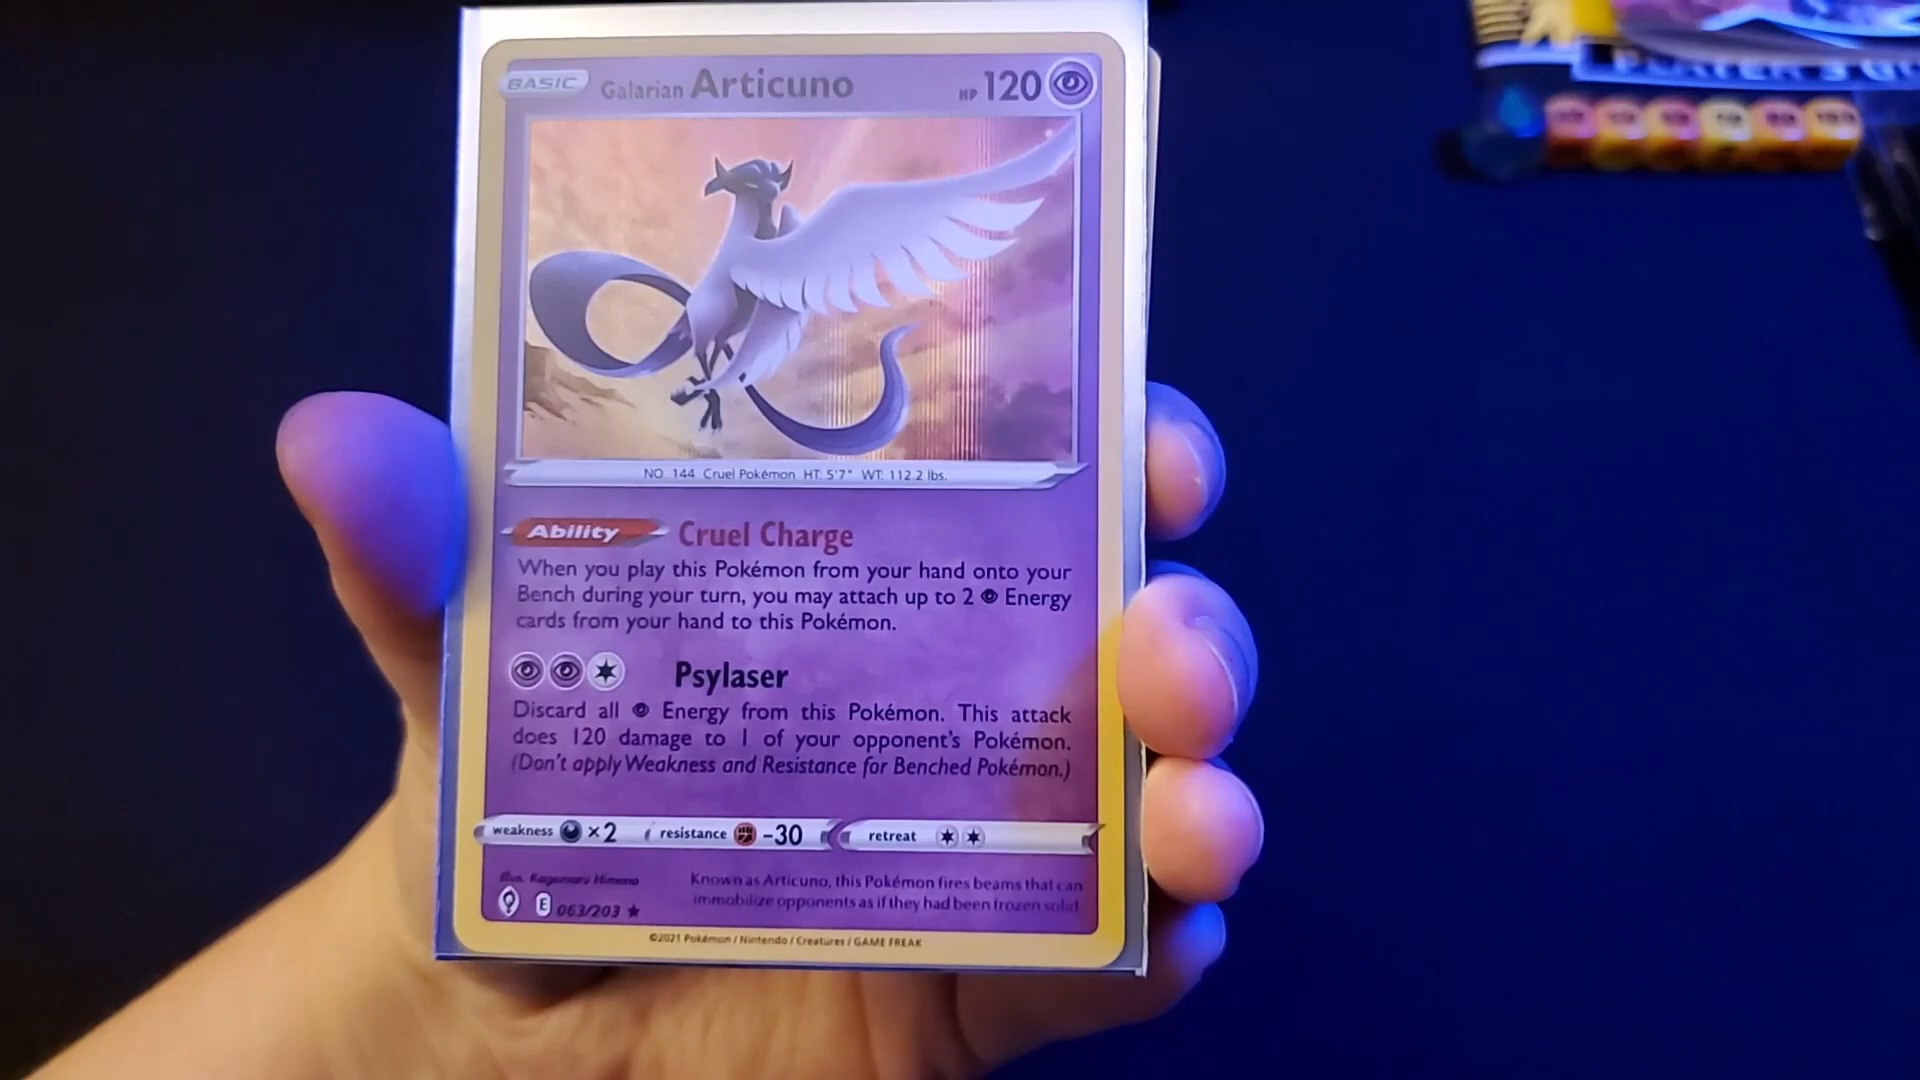 BASIC Galarian Articuno HP 120
NO. 144 Cruel Pokémon HT: 5'7" WT: 112.2 lbs.
Ability Cruel Charge
When you play this Pokémon from your hand onto your
Bench during your turn, you may attach up to 2 Energy
cards from your hand to this Pokémon.
Psylaser
Discard all Energy from this Pokémon. This attack
does 120 damage to 1 of your opponent's Pokémon.
(Don't apply Weakness and Resistance for Benched Pokémon.)
weakness ×2 resistance -30 retreat
Illus. Kagemaru Himeno
E 063/203
Known as Articuno, this Pokémon fires beams that can
immobilize opponents as if they had been frozen solid.
©2021 Pokémon / Nintendo / Creatures / GAME FREAK